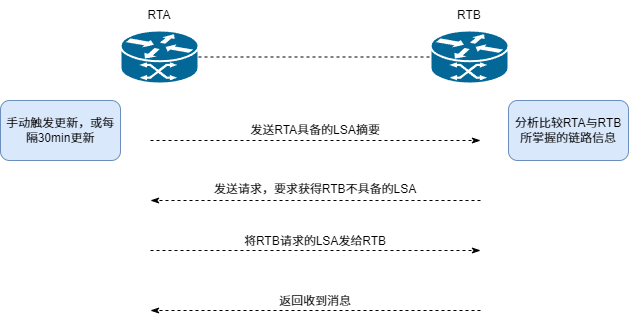 RTA
RTB
手动触发更新，或每
隔30min更新
发送RTA具备的LSA摘要
分析比较RTA与RTB
所掌握的链路信息
发送请求，要求获得RTB不具备的LSA
将RTB请求的LSA发给RTB
返回收到消息